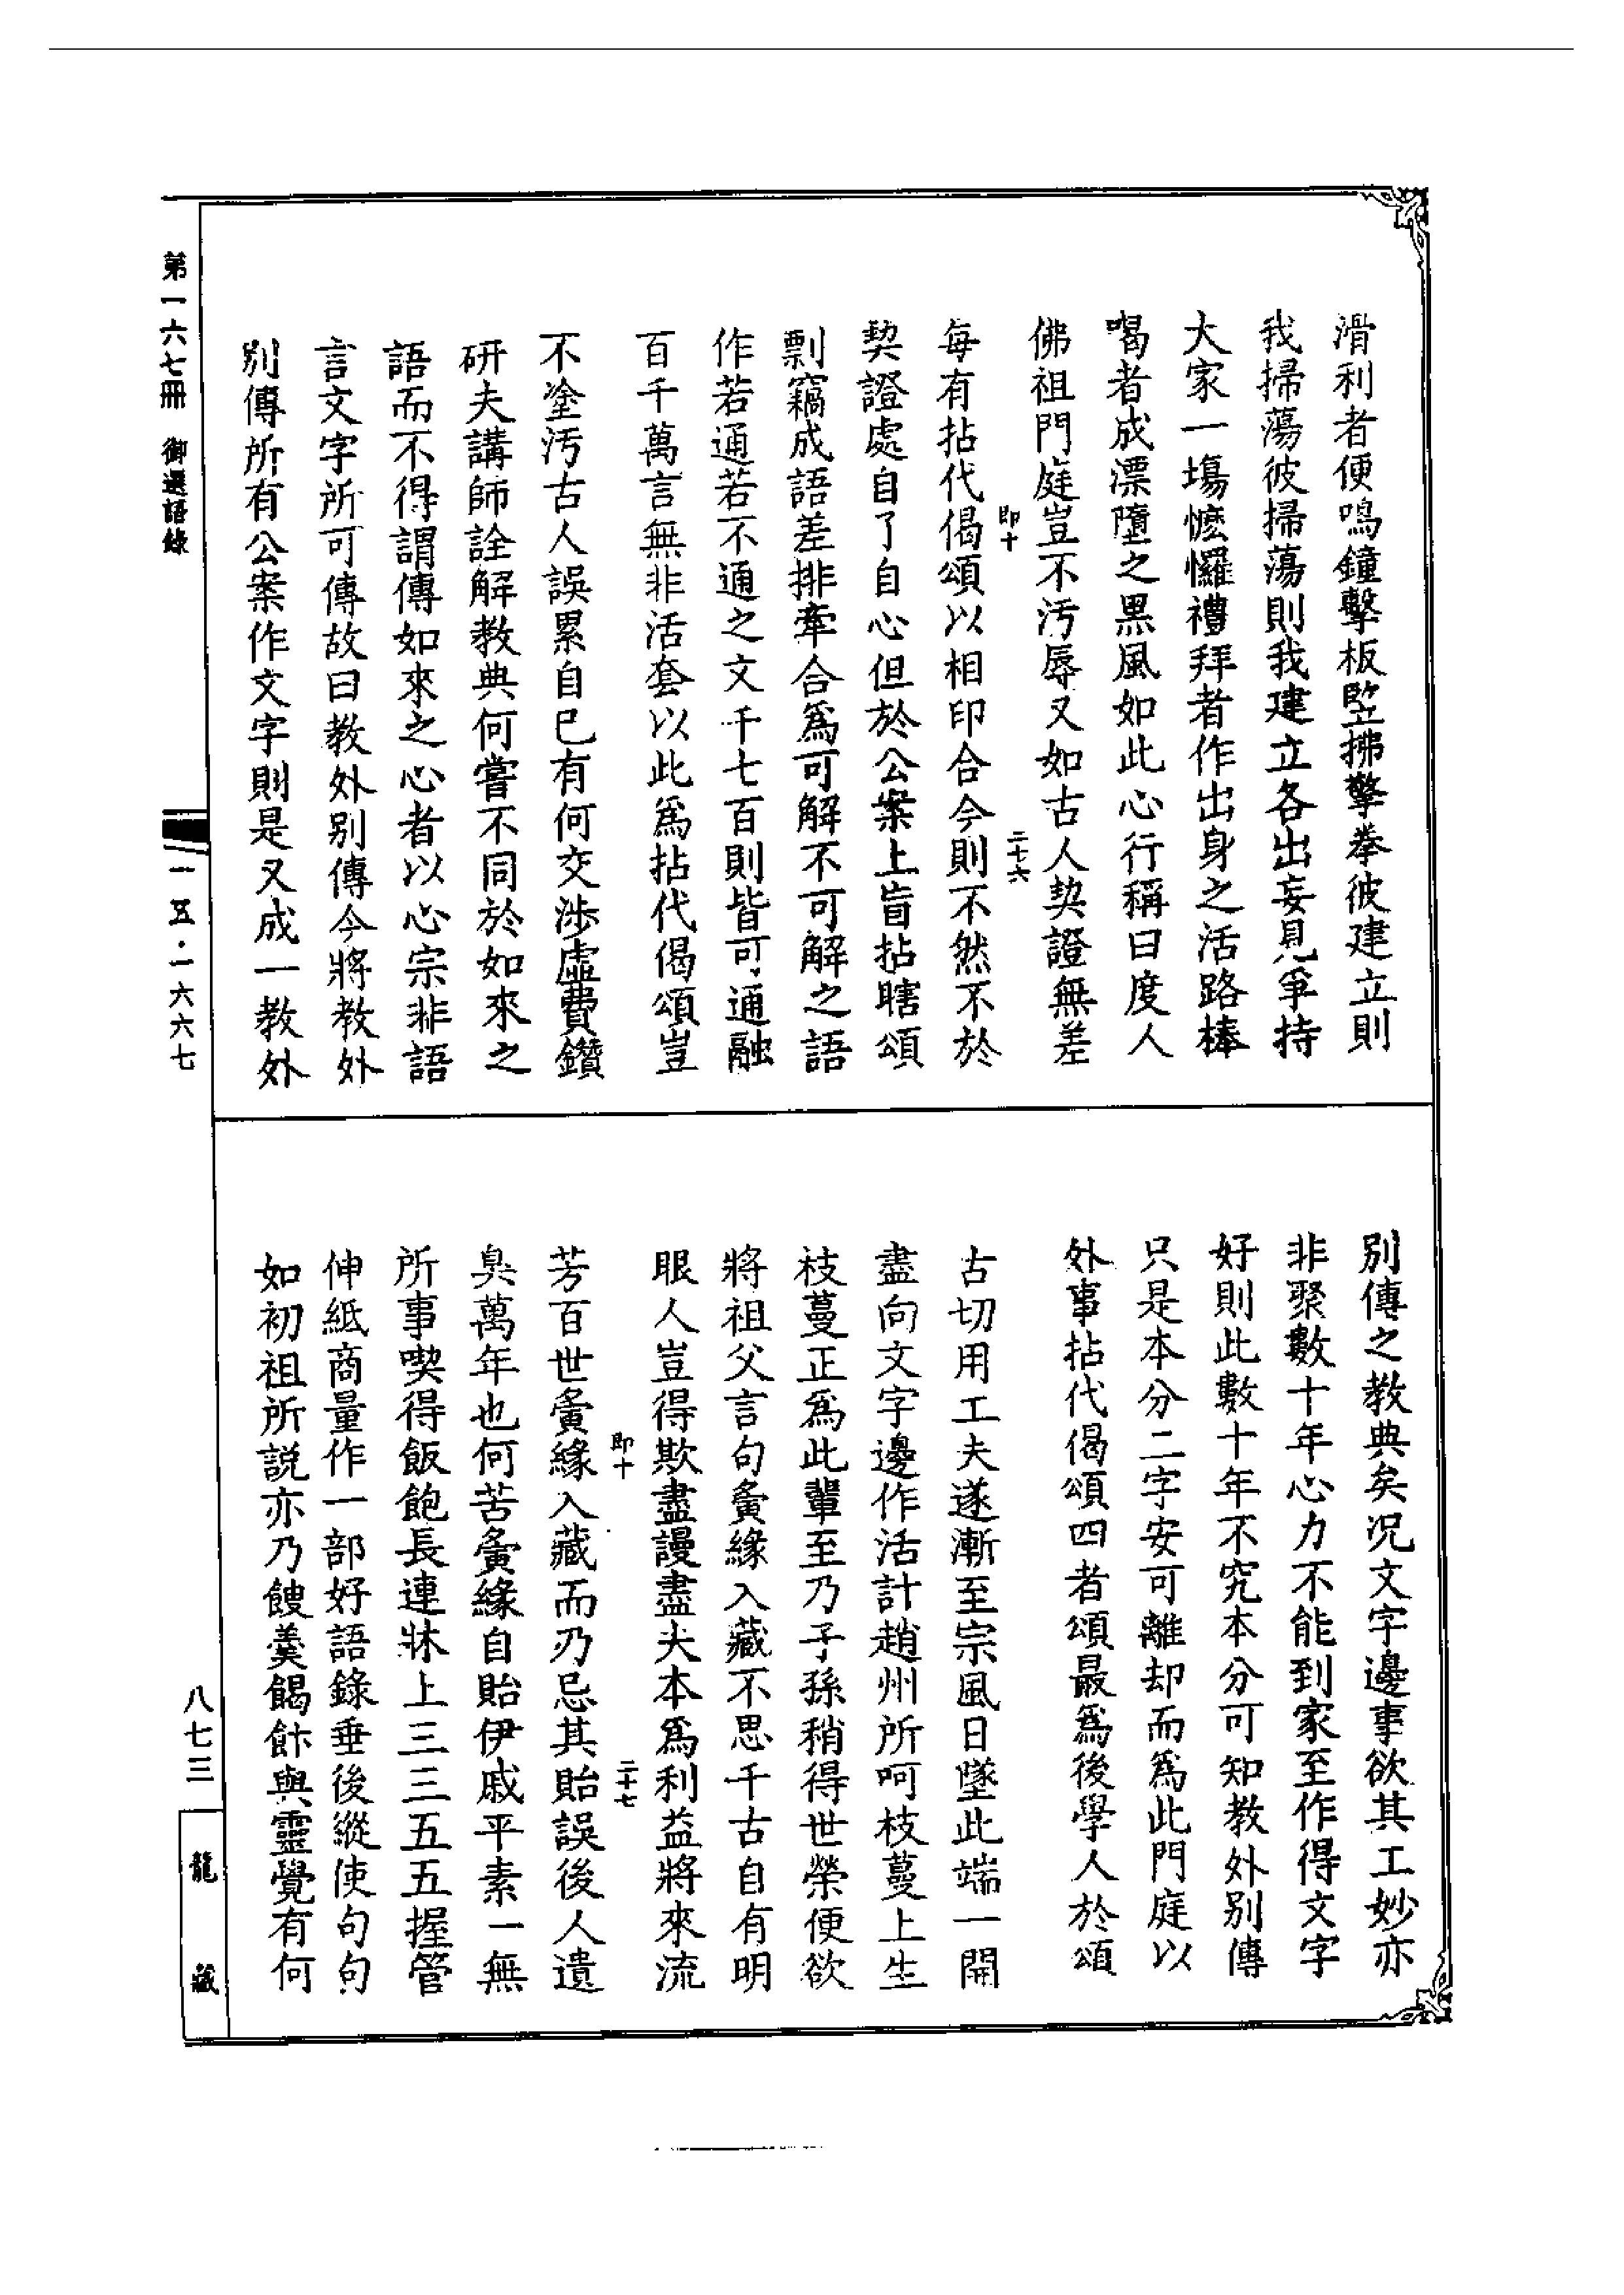 滑利者便鳴鐘擊板竪拂擎拳彼建立則
我掃蕩彼掃蕩則我建立各出妄見爭持
大家一塲懡㦬禮拜者作出身之活路棒
喝者成漂墮之黑風如此心行稱曰度人
佛祖門庭豈不污辱又如古人契證無差
即十
二十六
每有拈代偈頌以相印合今則不然不於
契證處自了自心但於公案上盲拈瞎頌
剽竊成語差排牽合爲可解不可解之語
作若通若不通之文千七百則皆可通融
百千萬言無非活套以此爲拈代偈頌豈
不塗污古人誤累自己有何交涉虛費鑽
研夫講師詮解教典何嘗不同於如來之
語而不得謂傳如來之心者以心宗非語
言文字所可傳故曰教外别傳今將教外
别傳所有公案作文字則是又成一教外
别傳之教典矣况文字邊事欲其工妙亦
非聚數十年心力不能到家至作得文字
好則此數十年不究本分可知教外别傳
只是本分二字安可離却而爲此門庭以
外事拈代偈頌四者頌最爲後學人於頌
古切用工夫遂漸至宗風日墜此端一開
盡向文字邊作活計趙州所呵枝蔓上生
枝蔓正爲此輩至乃子孫稍得世榮便欲
將祖父言句夤緣入藏不思千古自有明
眼人豈得欺盡謾盡夫本爲利益將來流
即十
二十七
芳百世夤緣入藏而乃忌其貽誤後人遺
臭萬年也何苦夤緣自貽伊戚平素一無
所事喫得飯飽長連牀上三三五五握管
伸紙商量作一部好語錄垂後縱使句句
如初祖所説亦乃餿羹餲飰與靈覺有何
第一六七冊 御選語錄
一五·一六六七
八七三
龍藏